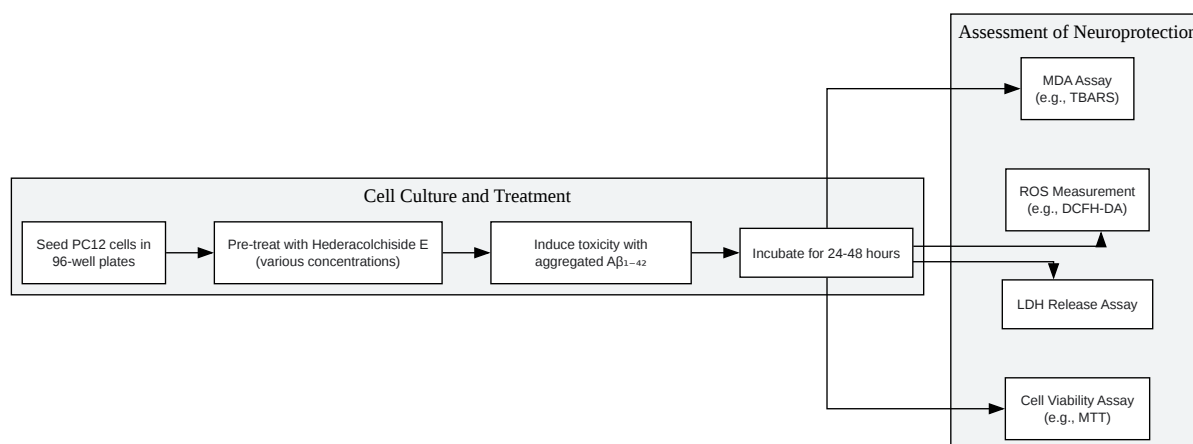 Cell Culture and Treatment
Seed PC12 cells in
96-well plates
Pre-treat with Hederacolchiside E
(various concentrations)
Induce toxicity with
aggregated Aβ₁₋₄₂
Incubate for 24-48 hours
Assessment of Neuroprotection
MDA Assay
(e.g., TBARS)
ROS Measurement
(e.g., DCFH-DA)
LDH Release Assay
Cell Viability Assay
(e.g., MTT)